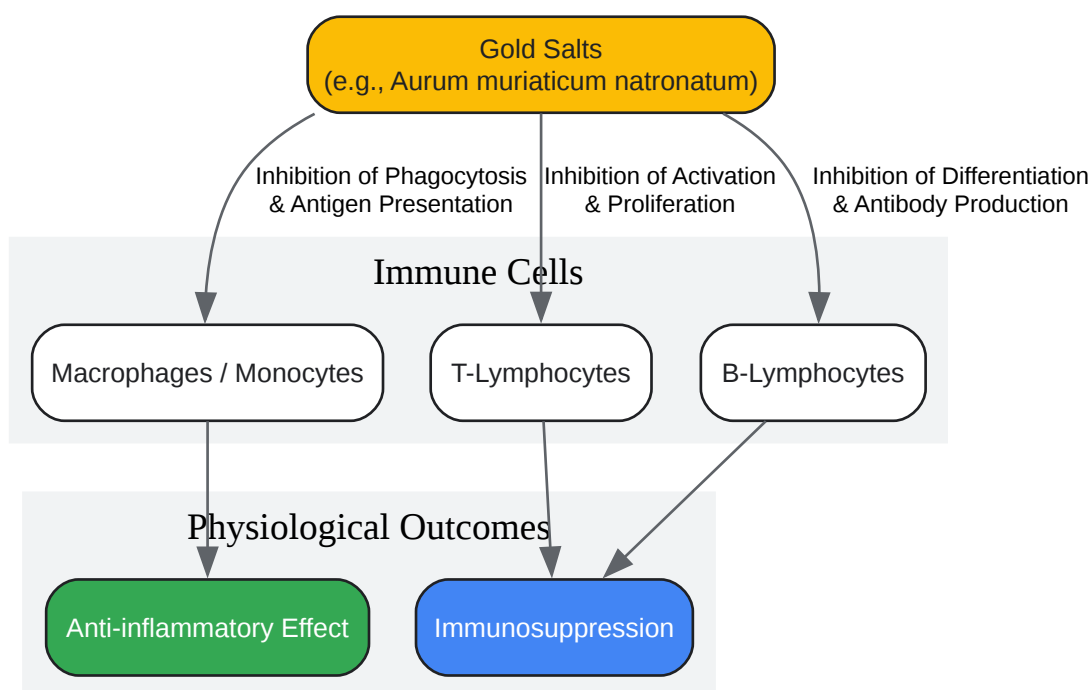 Gold Salts
(e.g., Aurum muriaticum natronatum)
Inhibition of Phagocytosis
& Antigen Presentation
Inhibition of Activation
& Proliferation
Inhibition of Differentiation
& Antibody Production
Immune Cells
Macrophages / Monocytes
T-Lymphocytes
B-Lymphocytes
Physiological Outcomes
Anti-inflammatory Effect
Immunosuppression